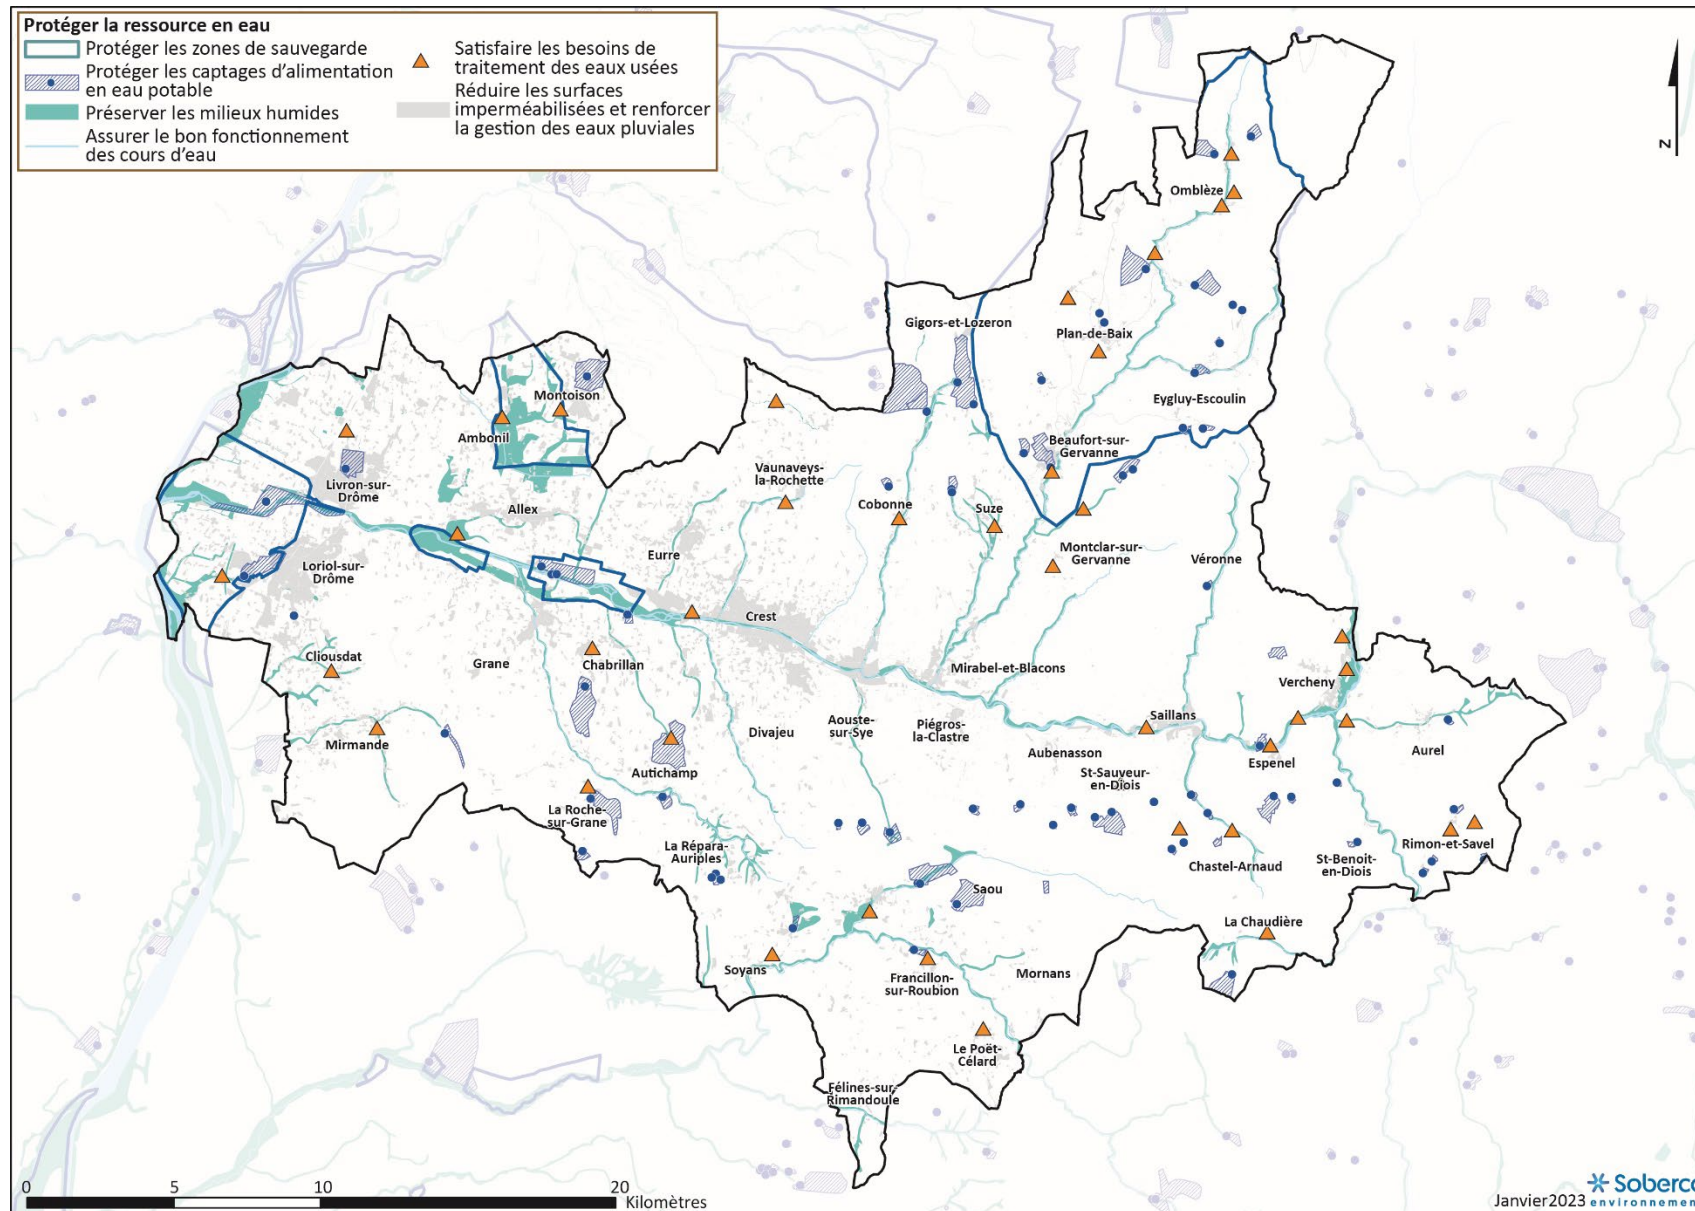 Protéger la ressource en eau
Protéger les zones de sauvegarde
Protéger les captages d'alimentation
en eau potable
Préserver les milieux humides
Assurer le bon fonctionnement
des cours d'eau
Satisfaire les besoins de
traitement des eaux usées
Réduire les surfaces
imperméabilisées et renforcer
la gestion des eaux pluviales
N
Omblèze
Gigors-et-Lozeron
Plan-de-Baix
Eygluy-Escoulin
Montoison
Ambonil
Beaufort-sur-
Gervanne
Vaunaveys-
la-Rochette
Livron-sur-
Drôme
Cobonne
Suze
Allex
Eurre
Montclar-sur-
Gervanne
Véronne
Loriol-sur-
Drôme
Crest
Cliousdat
Grane
Chabrillan
Mirabel-et-Blacons
Vercheny
Mirmande
Divajeu
Aouste-
sur-Sye
Piégros-
la-Clastre
Saillans
Aubenasson
Espenel
Aurel
Autichamp
St-Sauveur-
en-Diois
La Roche-
sur-Grane
La Répara-
Auriples
Chastel-Arnaud
St-Benoit-
en-Diois
Rimon-et-Savel
Saou
La Chaudière
Soyans
Francillon-
sur-Roubion
Mornans
Le Poët-
Célard
Félines-sur-
Rimandoule
0 5 10 20
Kilomètres
Janvier2023
Soberco
environnement